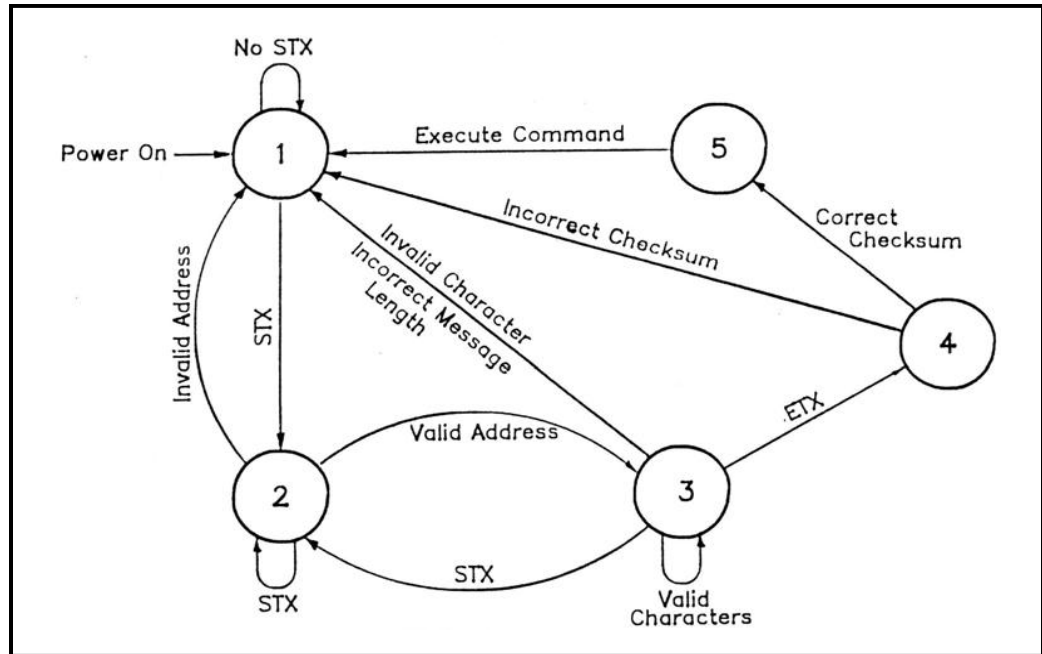 No STX
Power On
1
Execute Command
5
Incorrect Checksum
Correct
Checksum
Invalid Character
Incorrect Message
Length
Invalid Address
STX
4
ETX
Valid Address
2
3
STX
STX
Valid
Characters